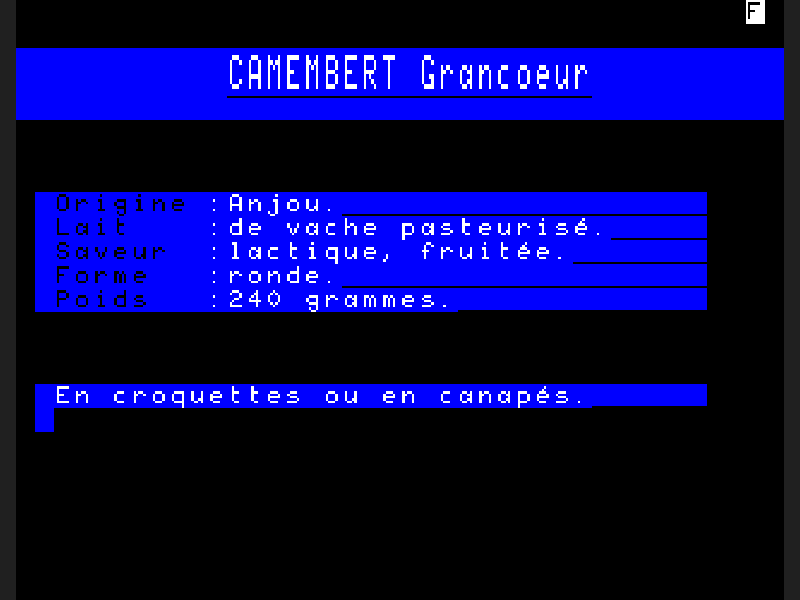 F
CAMEMBERT Grancoeur
Origine :Anjou.
Lait :de vache pasteurisé.
Saveur :lactique, fruitée.
Forme :ronde.
Poids :240 grammes.
En croquettes ou en canapés.